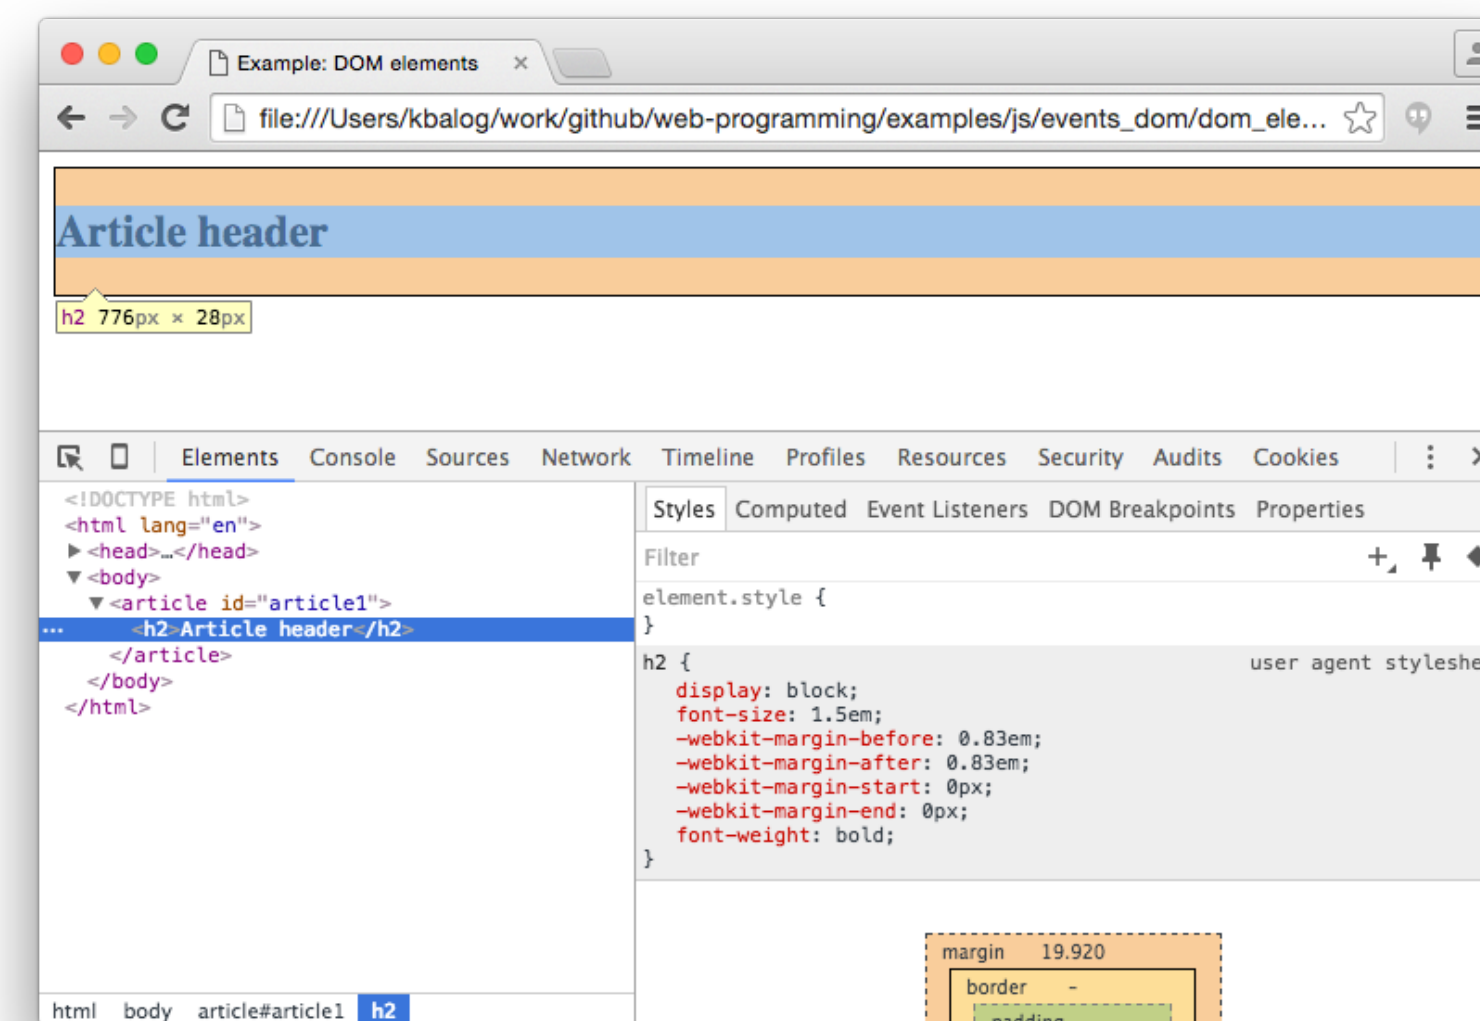 Example: DOM elements ×
file:///Users/kbalog/work/github/web-programming/examples/js/events_dom/dom_ele...
Article header
h2 776px × 28px
Elements Console Sources Network Timeline Profiles Resources Security Audits Cookies
<!DOCTYPE html>
<html lang="en">
<head>…</head>
<body>
<article id="article1">
... <h2>Article header</h2>
</article>
</body>
</html>
html body article#article1 h2
Styles Computed Event Listeners DOM Breakpoints Properties
Filter
element.style {
}
h2 { user agent styleshe
display: block;
font-size: 1.5em;
-webkit-margin-before: 0.83em;
-webkit-margin-after: 0.83em;
-webkit-margin-start: 0px;
-webkit-margin-end: 0px;
font-weight: bold;
}
margin 19.920
border -
padding